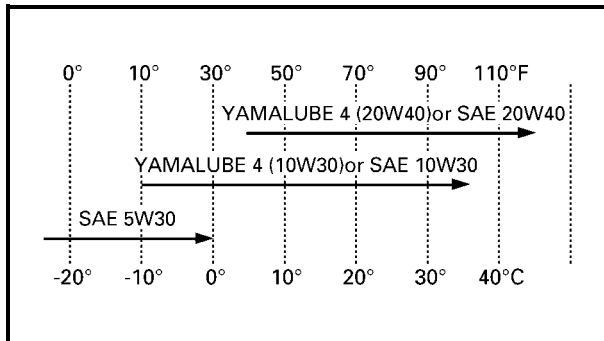 0° 10° 30° 50° 70° 90° 110°F
YAMALUBE 4 (20W40)or SAE 20W40
YAMALUBE 4 (10W30)or SAE 10W30
SAE 5W30
-20° -10° 0° 10° 20° 30° 40°C